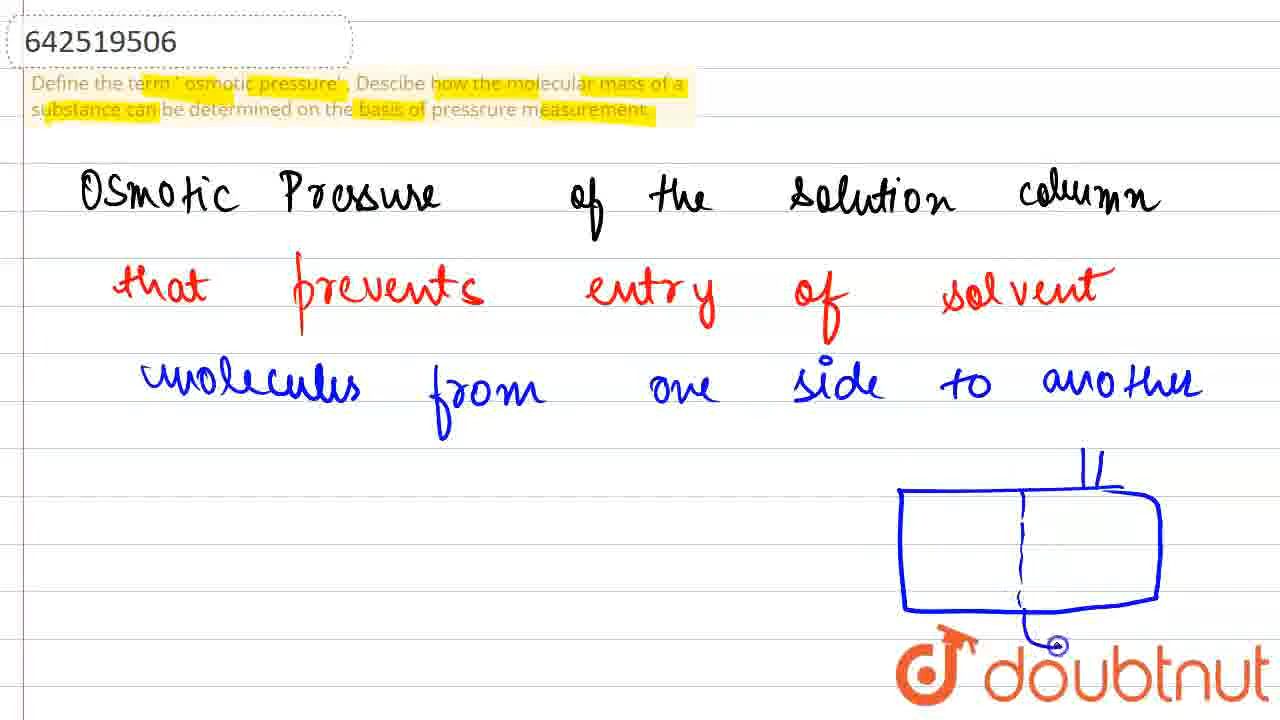 642519506
Define the term ' osmotic pressure' . Descibe how the molecular mass of a
substance can be determined on the basis of presssrure measurement.
Osmotic Pressure of the solution column
that prevents entry of solvent
molecules from one side to another
doubtnut